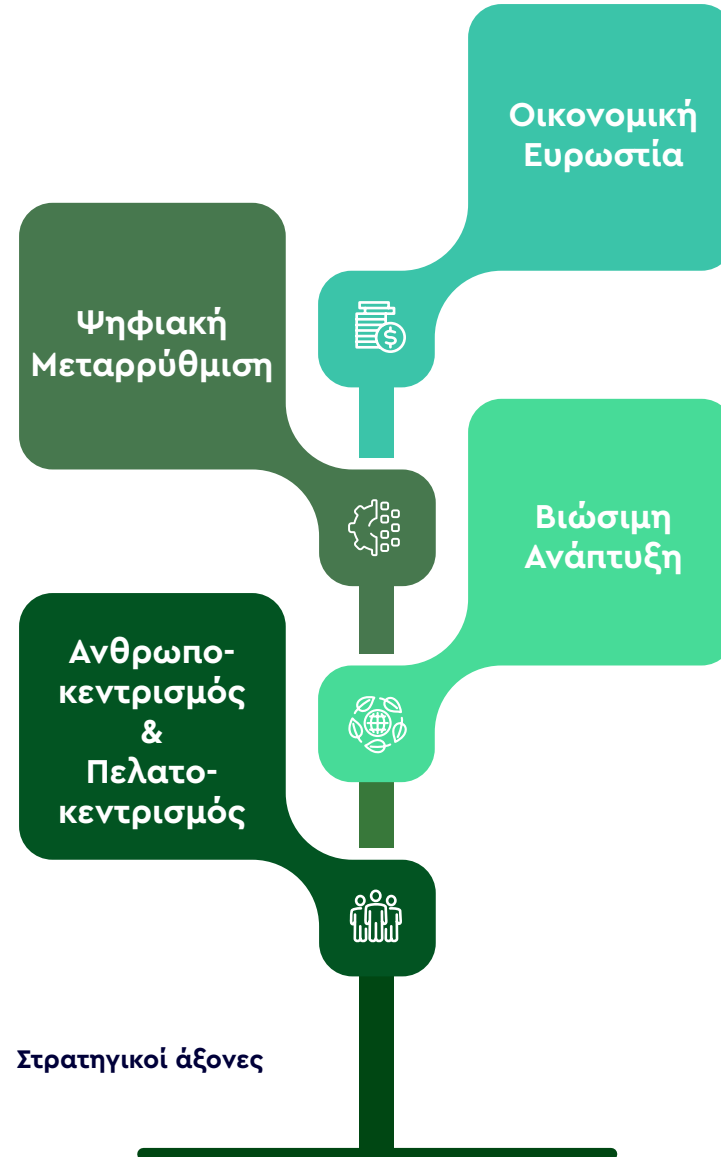 Οικονομική
Ευρωστία
Ψηφιακή
Μεταρρύθμιση
Βιώσιμη
Ανάπτυξη
Ανθρωπο-
κεντρισμός
&
Πελατο-
κεντρισμός
Στρατηγικοί άξονες